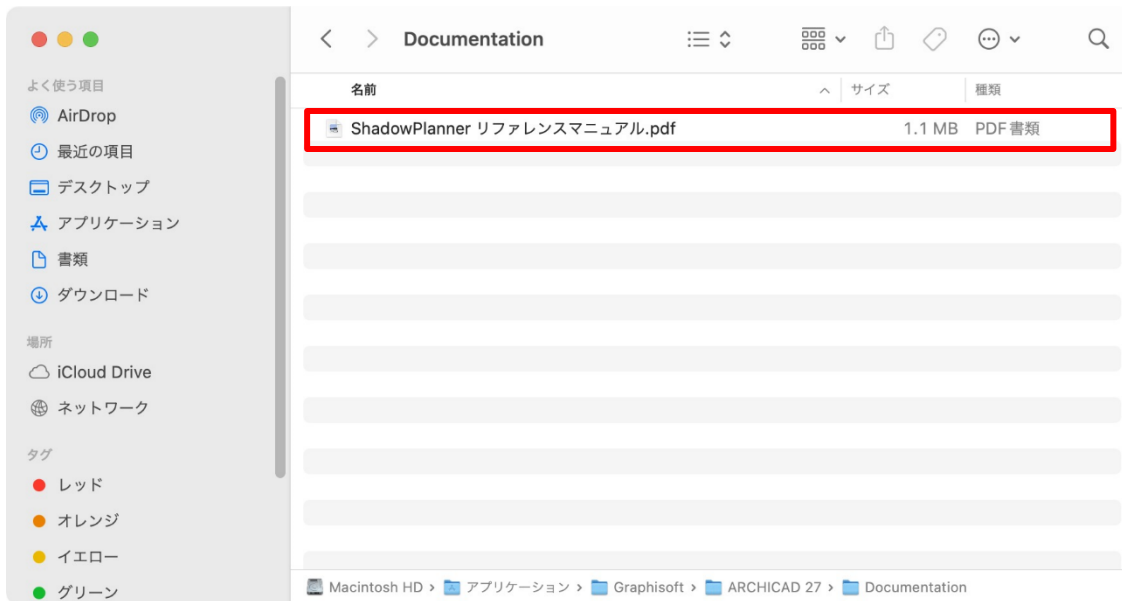 Documentation
よく使う項目
AirDrop
最近の項目
デスクトップ
アプリケーション
書類
ダウンロード
場所
iCloud Drive
ネットワーク
タグ
レッド
オレンジ
イエロー
グリーン
名前 サイズ 種類
ShadowPlanner リファレンスマニュアル.pdf 1.1 MB PDF書類
Macintosh HD › アプリケーション › Graphisoft › ARCHICAD 27 › Documentation